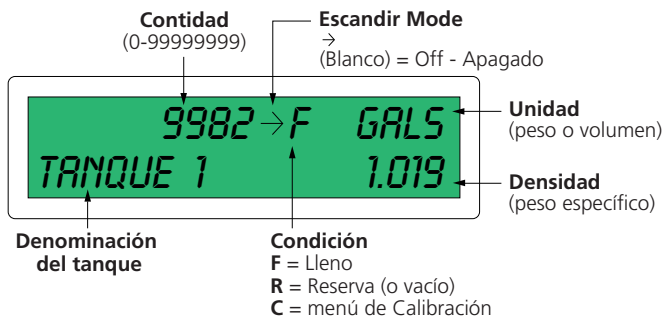 Contidad
(0-99999999)
Escandir Mode
→
(Blanco) = Off - Apagado
9982 → F GALS
TANQUE 1 1.019
Unidad
(peso o volumen)
Densidad
(peso específico)
Denominación
del tanque
Condición
F = Lleno
R = Reserva (o vacío)
C = menú de Calibración